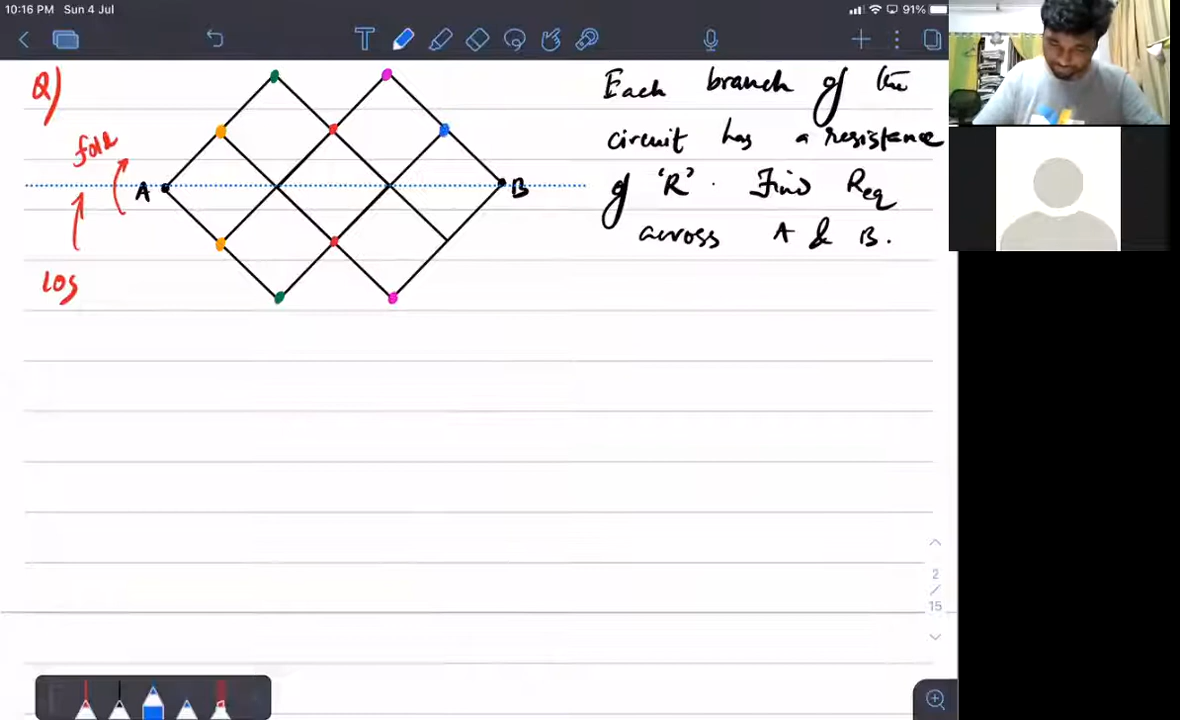 10:16 PM Sun 4 Jul
91%
T
Q)
Each branch of the
circuit has a resistance
of 'R'. Find Req
across A & B.
fold
A
B
LOS
2
/
15